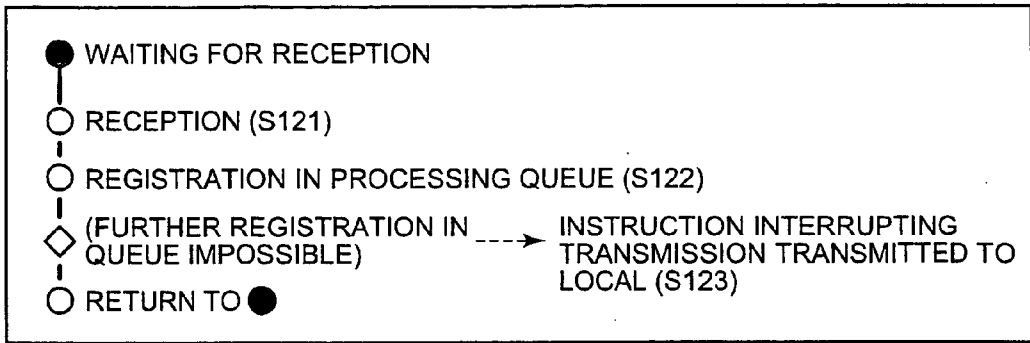 WAITING FOR RECEPTION
RECEPTION (S121)
REGISTRATION IN PROCESSING QUEUE (S122)
(FURTHER REGISTRATION IN
QUEUE IMPOSSIBLE)
INSTRUCTION INTERRUPTING
TRANSMISSION TRANSMITTED TO
LOCAL (S123)
RETURN TO